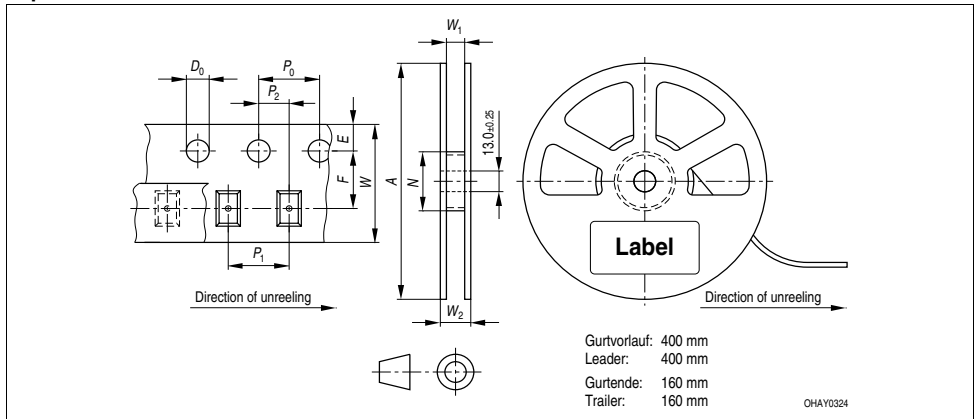 W1
D0
P0
P2
E
F
W
A
N
13.0±0.25
P1
W2
Label
Direction of unreeling
Direction of unreeling
Gurtvorlauf: 400 mm
Leader: 400 mm
Gurtende: 160 mm
Trailer: 160 mm
OHAY0324